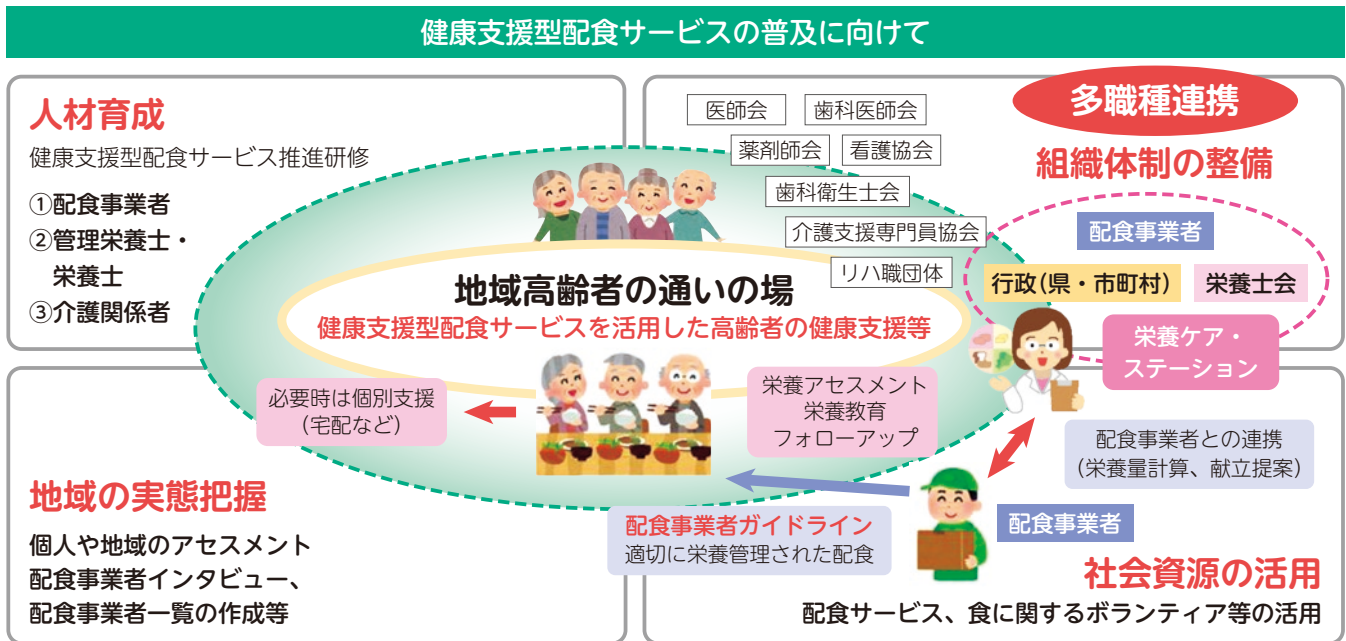 健康支援型配食サービスの普及に向けて
人材育成
健康支援型配食サービス推進研修
①配食事業者
②管理栄養士・
栄養士
③介護関係者
多職種連携
組織体制の整備
医師会
歯科医師会
薬剤師会
看護協会
歯科衛生士会
介護支援専門員協会
リハ職団体
配食事業者
行政(県・市町村)
栄養士会
栄養ケア・
ステーション
地域高齢者の通いの場
健康支援型配食サービスを活用した高齢者の健康支援等
必要時は個別支援
(宅配など)
栄養アセスメント
栄養教育
フォローアップ
配食事業者との連携
(栄養量計算、献立提案)
地域の実態把握
個人や地域のアセスメント
配食事業者インタビュー、
配食事業者一覧の作成等
配食事業者ガイドライン
適切に栄養管理された配食
配食事業者
社会資源の活用
配食サービス、食に関するボランティア等の活用